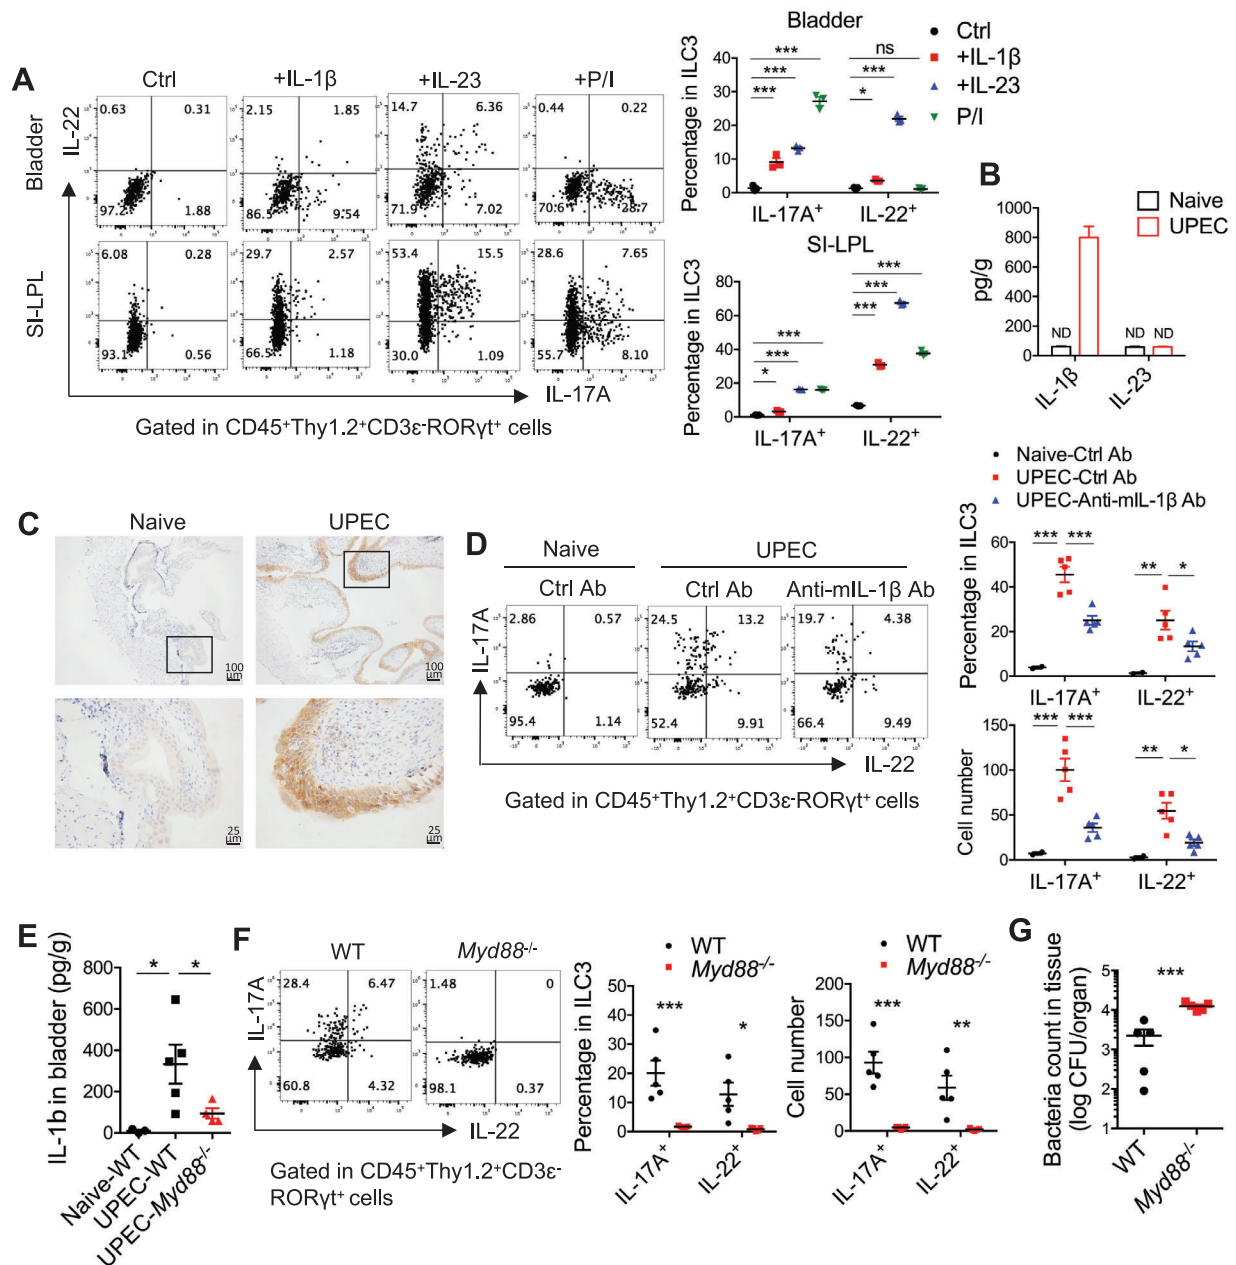 A
Ctrl
+IL-1β
+IL-23
+P/I
IL-22
Bladder
0.63 0.31
97.2 1.88
2.15 1.85
86.5 9.54
14.7 6.36
71.9 7.02
0.44 0.22
70.6 28.7
SI-LPL
6.08 0.28
93.1 0.56
29.7 2.57
66.5 1.18
53.4 15.5
30.0 1.09
28.6 7.65
55.7 8.10
IL-17A
Gated in CD45⁺Thy1.2⁺CD3ε⁻RORγt⁺ cells
Bladder
Ctrl
+IL-1β
+IL-23
P/I
Percentage in ILC3
40
30
20
10
0
*** *** ***
ns *** *
IL-17A⁺ IL-22⁺
SI-LPL
Percentage in ILC3
80
60
40
20
0
*** *** *
*** *** ***
IL-17A⁺ IL-22⁺
B
Naive
UPEC
pg/g
1000
800
600
400
200
0
ND ND ND
IL-1β IL-23
C
Naive UPEC
100 μm 100 μm
25 μm 25 μm
D
Naive UPEC
Ctrl Ab Ctrl Ab Anti-mIL-1β Ab
IL-17A
2.86 0.57
95.4 1.14
24.5 13.2
52.4 9.91
19.7 4.38
66.4 9.49
IL-22
Gated in CD45⁺Thy1.2⁺CD3ε⁻RORγt⁺ cells
Naive-Ctrl Ab
UPEC-Ctrl Ab
UPEC-Anti-mIL-1β Ab
Percentage in ILC3
60
40
20
0
*** *** ** *
IL-17A⁺ IL-22⁺
Cell number
150
100
50
0
*** *** ** *
IL-17A⁺ IL-22⁺
E
IL-1b in bladder (pg/g)
800
600
400
200
0
* *
Naive-WT
UPEC-WT
UPEC-Myd88⁻/⁻
F
WT Myd88⁻/⁻
IL-17A
28.4 6.47
60.8 4.32
1.48 0
98.1 0.37
IL-22
Gated in CD45⁺Thy1.2⁺CD3ε⁻
RORγt⁺ cells
WT
Myd88⁻/⁻
Percentage in ILC3
60
40
20
0
*** *
IL-17A⁺ IL-22⁺
WT
Myd88⁻/⁻
Cell number
200
150
100
50
0
*** **
IL-17A⁺ IL-22⁺
G
Bacteria count in tissue
(log CFU/organ)
5
4
3
2
1
***
WT
Myd88⁻/⁻